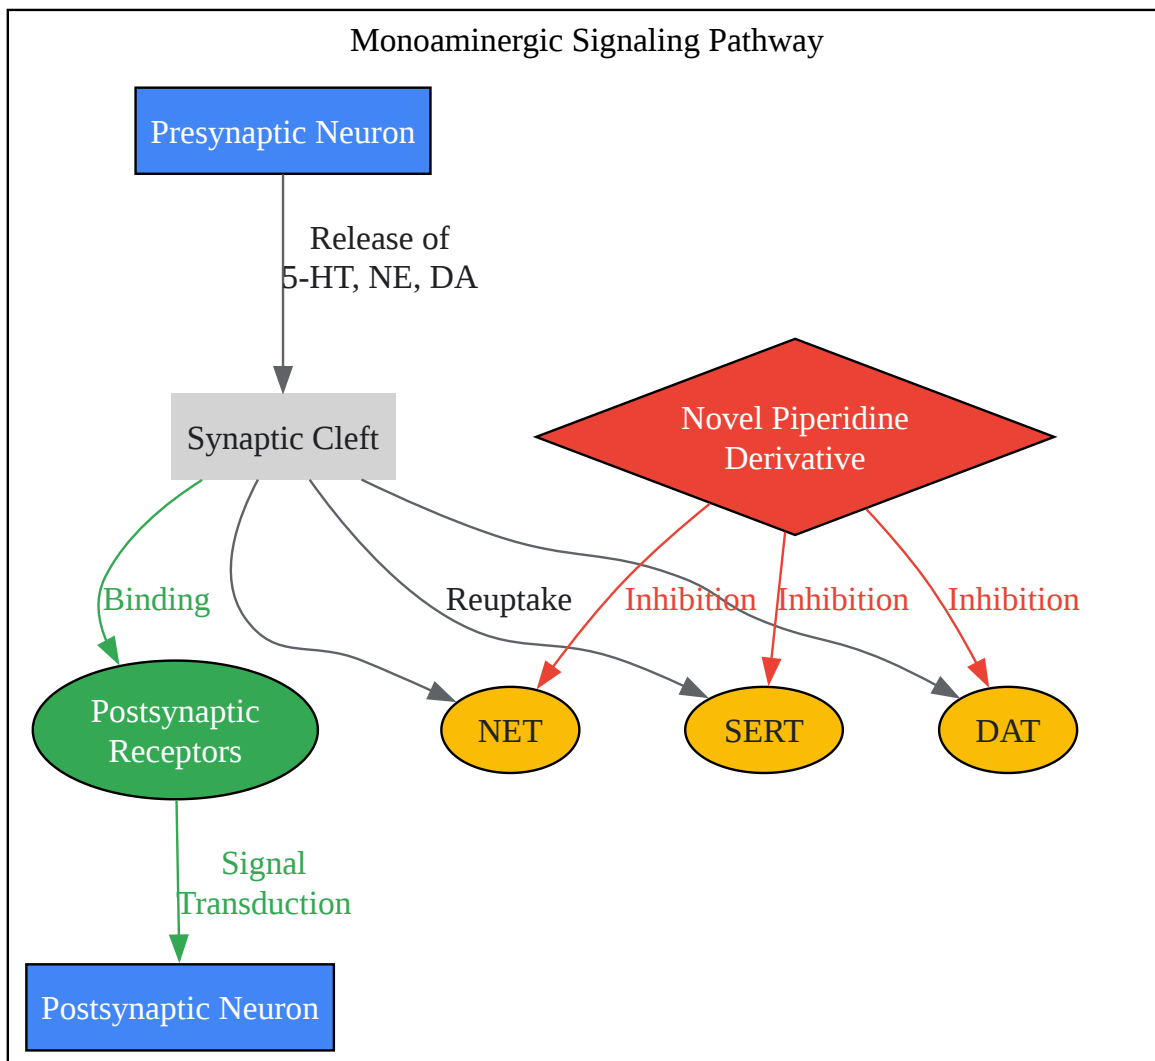 Monoaminergic Signaling Pathway
Presynaptic Neuron
Release of
5-HT, NE, DA
Synaptic Cleft
Novel Piperidine
Derivative
Binding
Reuptake
Inhibition
Inhibition
Inhibition
Postsynaptic
Receptors
NET
SERT
DAT
Signal
Transduction
Postsynaptic Neuron